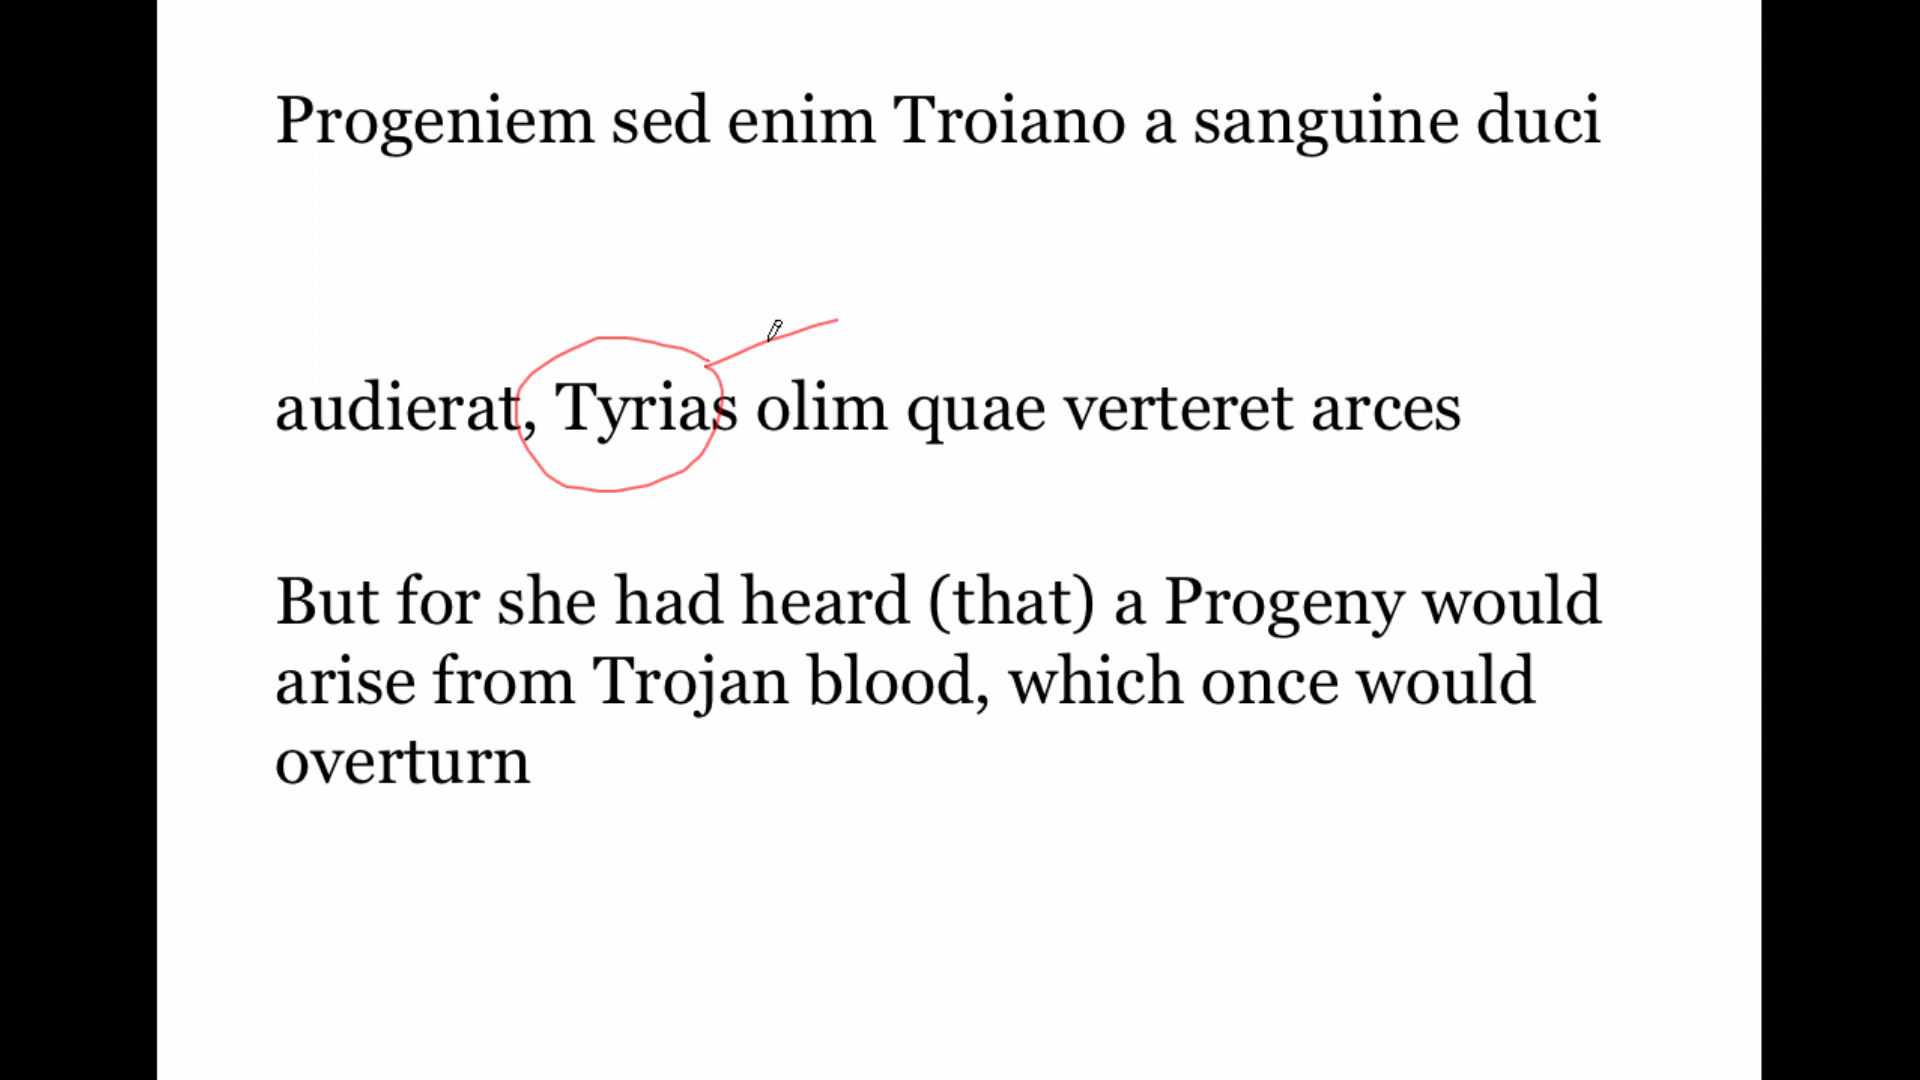 Progeniem sed enim Troiano a sanguine duci
audierat, Tyrias olim quae verteret arces
But for she had heard (that) a Progeny would
arise from Trojan blood, which once would
overturn